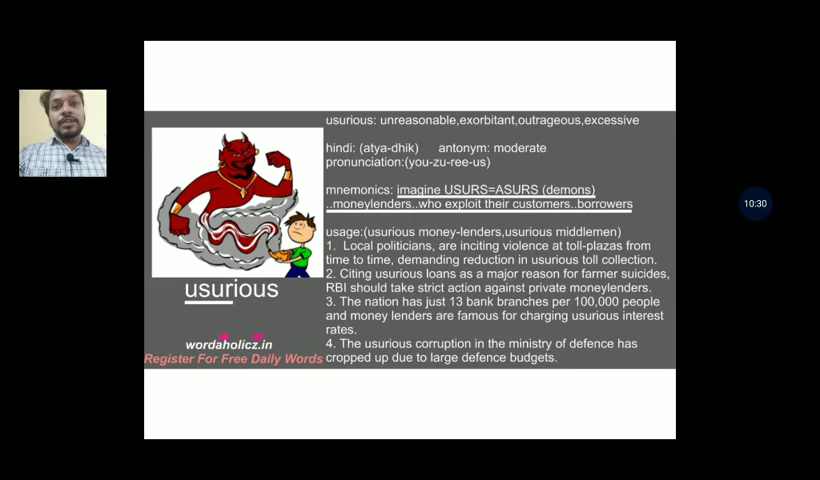 usurious: unreasonable,exorbitant,outrageous,excessive
hindi: (atya-dhik) antonym: moderate
pronunciation:(you-zu-ree-us)
mnemonics: imagine USURS=ASURS (demons)
..moneylenders..who exploit their customers..borrowers
usage:(usurious money-lenders,usurious middlemen)
1. Local politicians, are inciting violence at toll-plazas from
time to time, demanding reduction in usurious toll collection.
2. Citing usurious loans as a major reason for farmer suicides,
RBI should take strict action against private moneylenders.
3. The nation has just 13 bank branches per 100,000 people
and money lenders are famous for charging usurious interest
rates.
4. The usurious corruption in the ministry of defence has
cropped up due to large defence budgets.
usurious
wordaholicz.in
Register For Free Daily Words
10:30